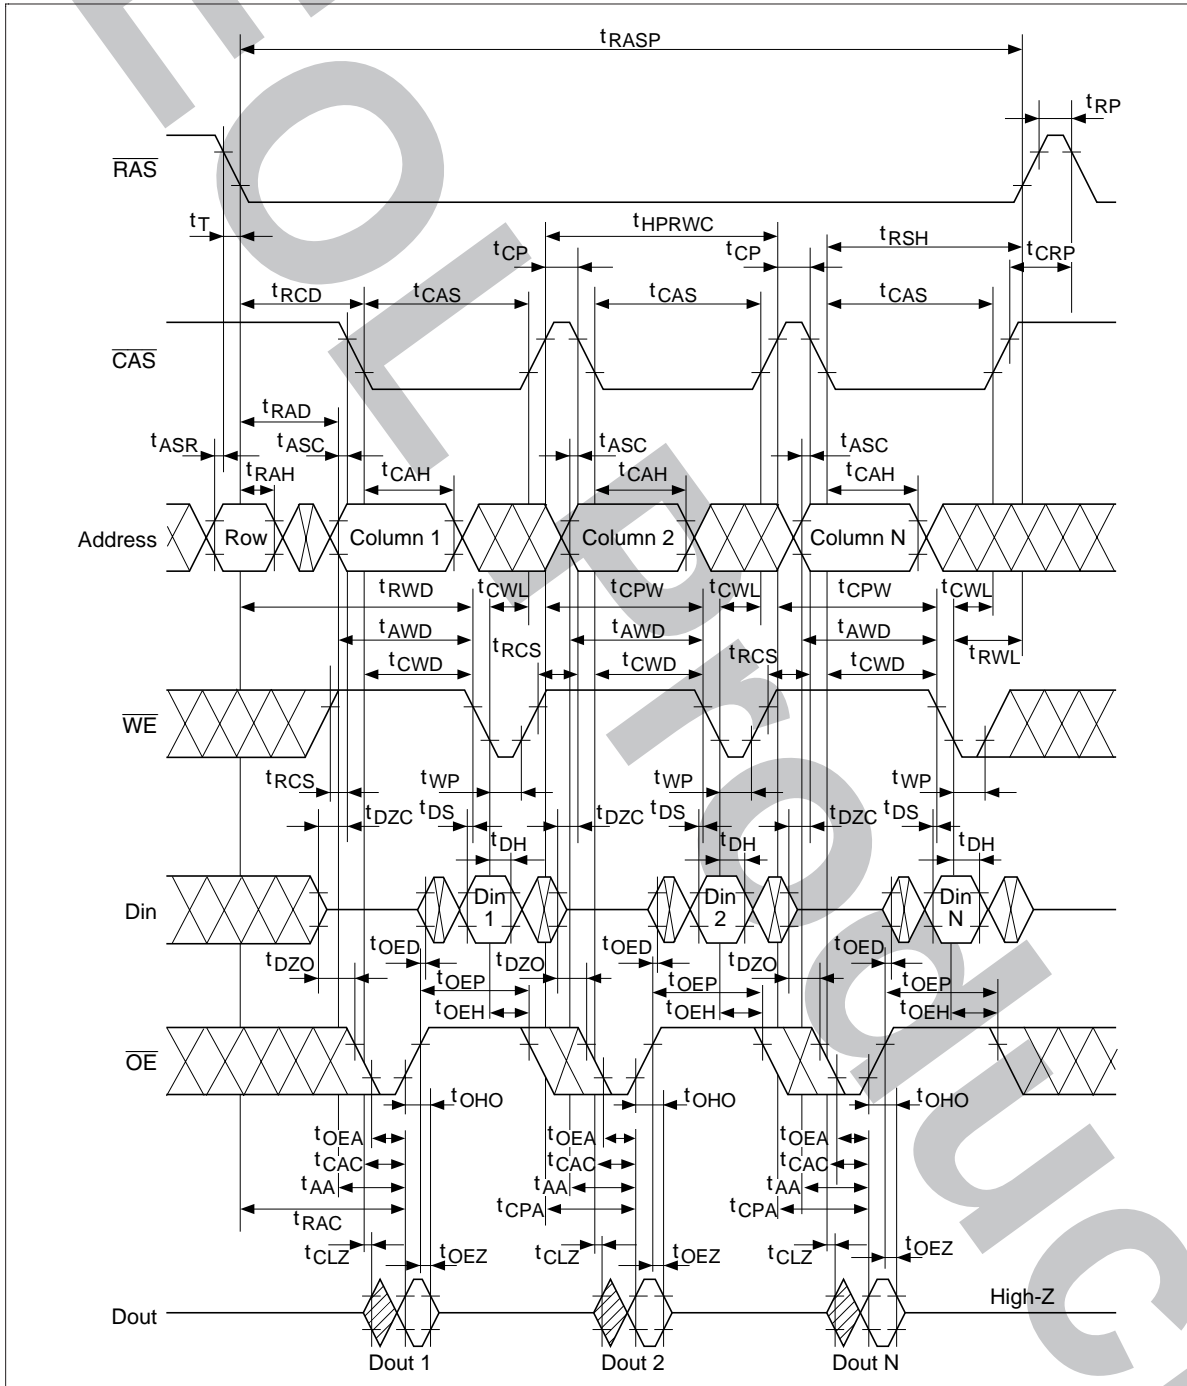 tRASP
tRP
RAS
tT
tHPRWC
tRSH
tCP
tCP
tCRP
tRCD
tCAS
tCAS
tCAS
CAS
tRAD
tASR
tASC
tASC
tASC
tRAH
tCAH
tCAH
tCAH
Address
Row
Column 1
Column 2
Column N
tRWD
tCWL
tCPW
tCWL
tCPW
tCWL
tAWD
tAWD
tAWD
tRCS
tRCS
tRWL
tCWD
tCWD
tCWD
WE
tRCS
tWP
tWP
tWP
tDZC
tDS
tDZC
tDS
tDZC
tDS
tDH
tDH
tDH
Din
Din 1
Din 2
Din N
tOED
tOED
tOED
tDZO
tDZO
tDZO
tOEP
tOEP
tOEP
tOEH
tOEH
tOEH
OE
tOHO
tOHO
tOHO
tOEA
tOEA
tOEA
tCAC
tCAC
tCAC
tAA
tAA
tAA
tRAC
tCPA
tCPA
tCLZ
tOEZ
tCLZ
tOEZ
tCLZ
tOEZ
High-Z
Dout
Dout 1
Dout 2
Dout N
EOL Product